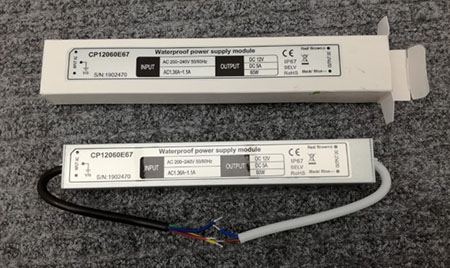 CP12060E67
Waterproof power supply module
INPUT
AC 200~240V 50/60Hz
AC1.36A~1.1A
OUTPUT
DC 12V
DC 5A
60W
IP67
SELV
RoHS
S/N:1902470
CP12060E67
Waterproof power supply module
INPUT
AC 200~240V 50/60Hz
AC1.36A~1.1A
OUTPUT
DC 12V
DC 5A
60W
IP67
SELV
RoHS
S/N:1902470